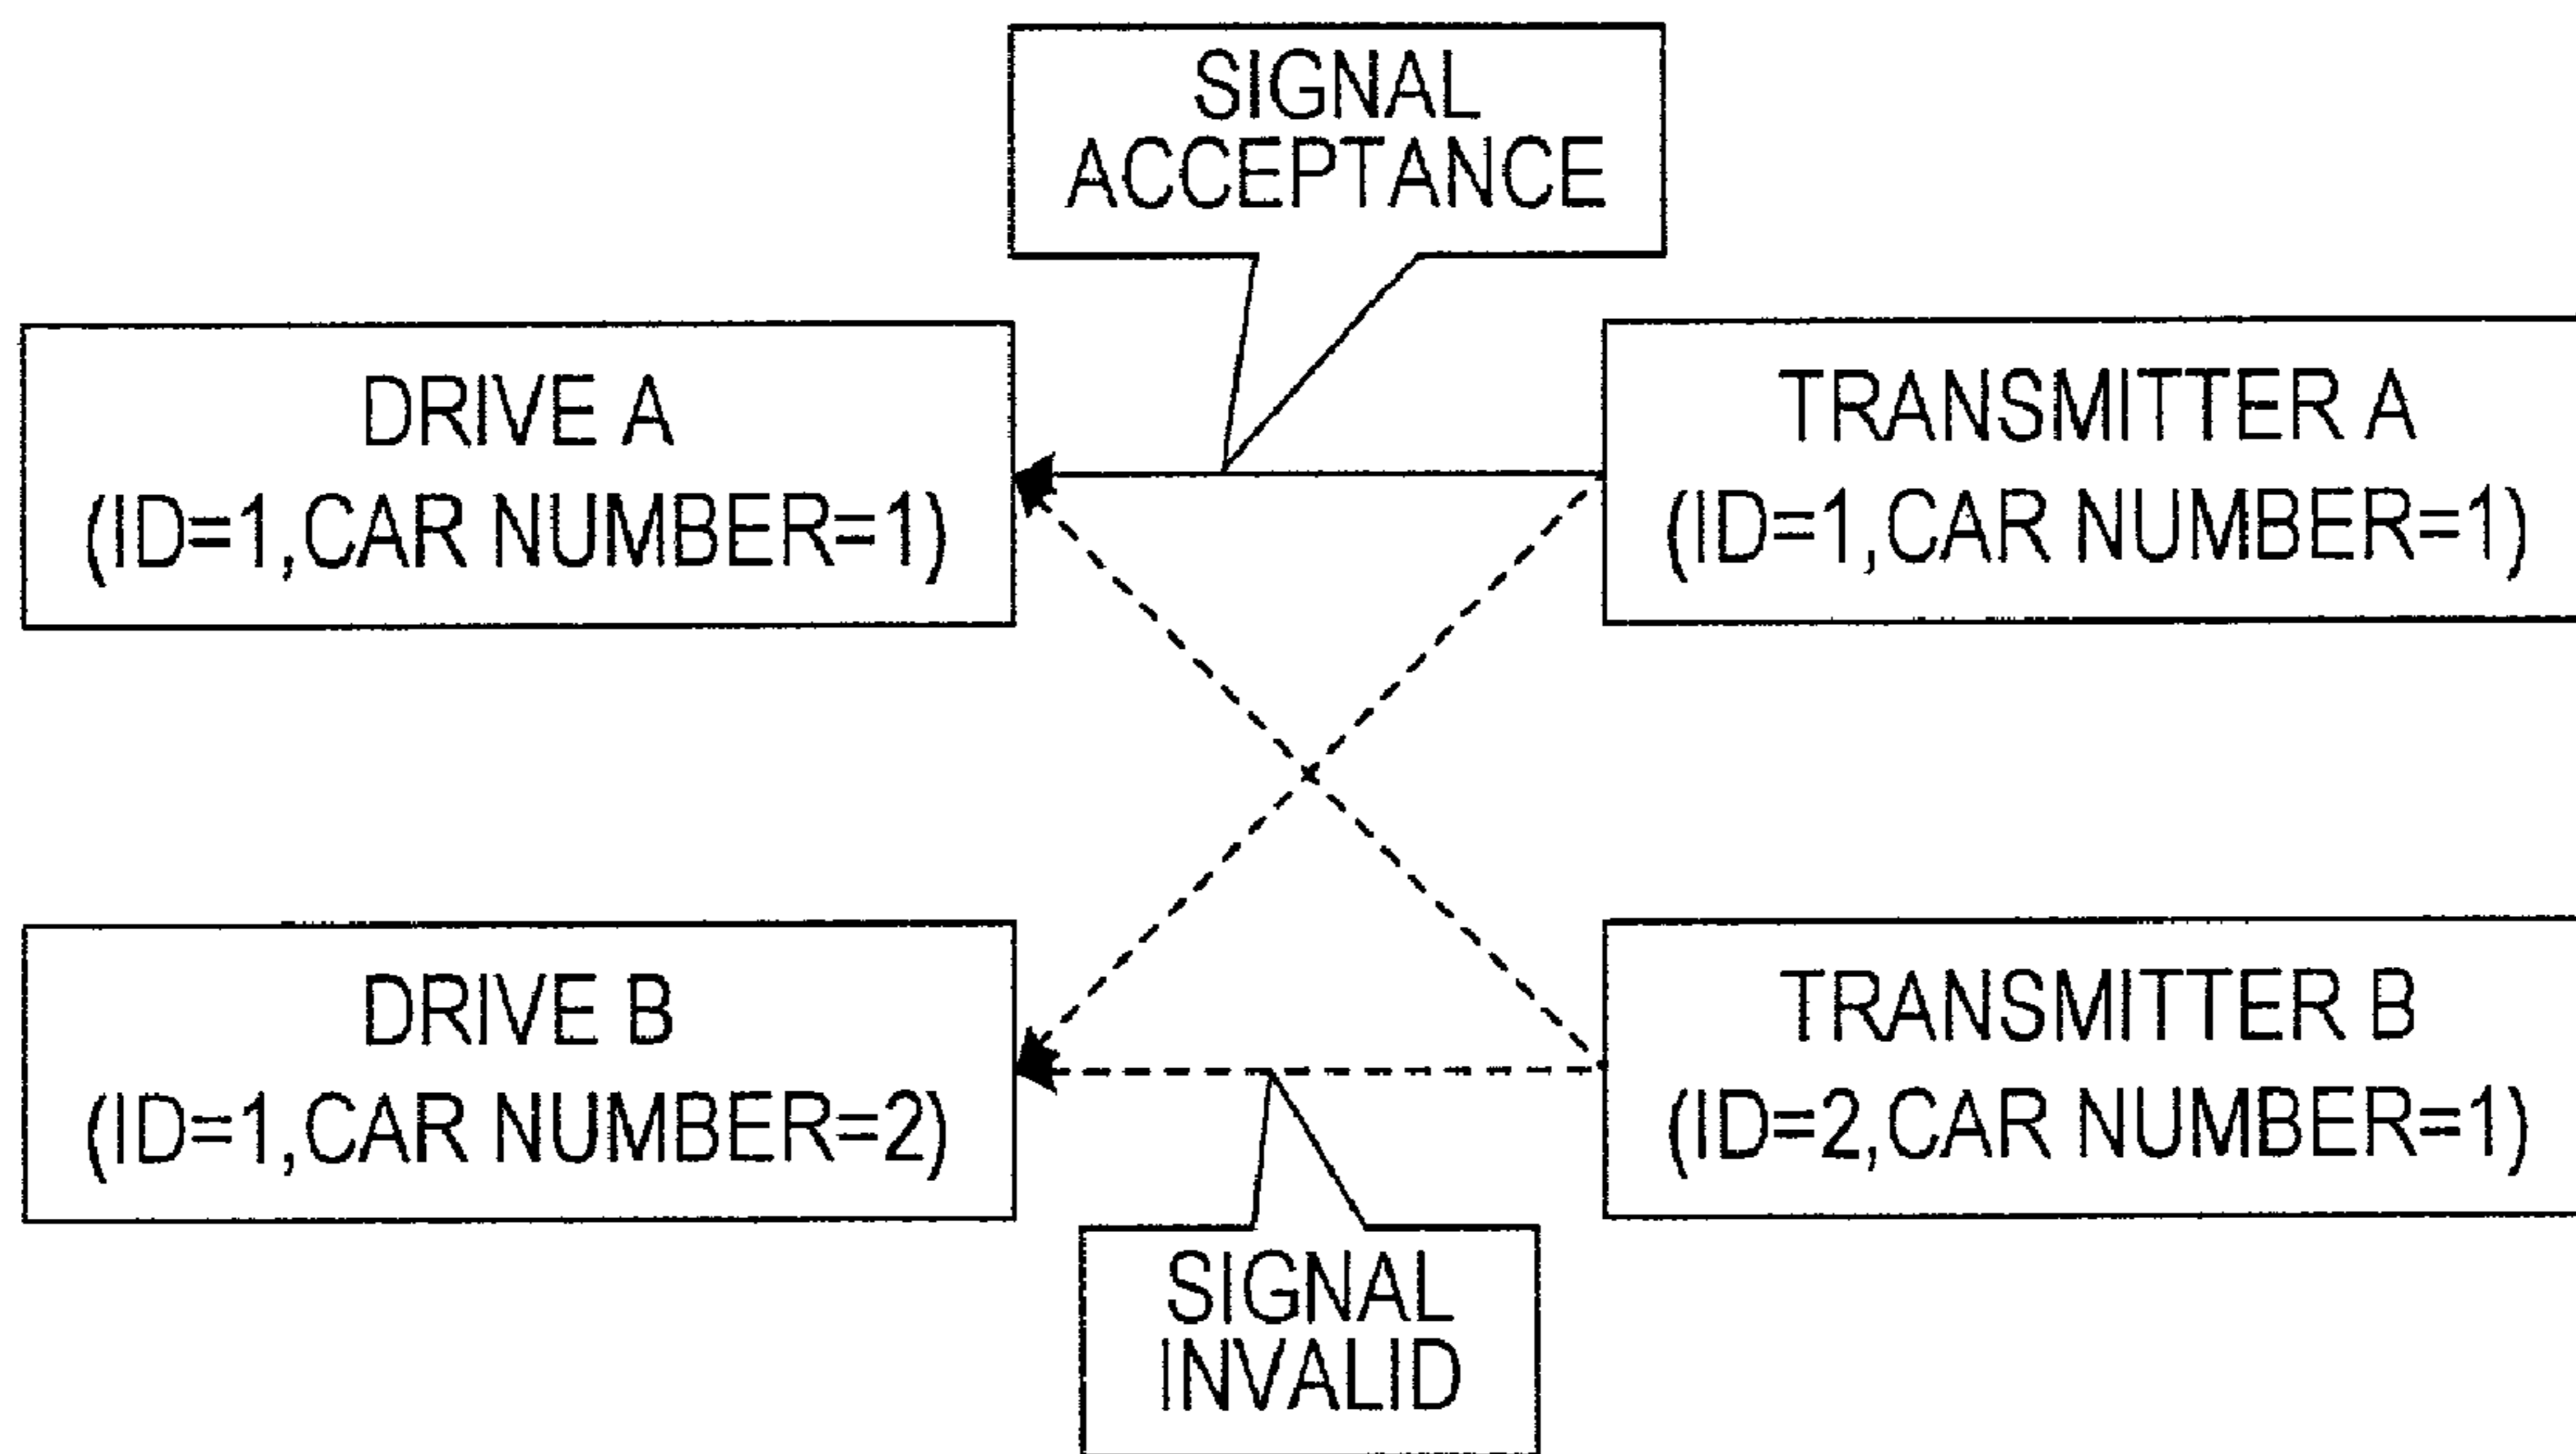 SIGNAL
ACCEPTANCE
DRIVE A
(ID=1,CAR NUMBER=1)
TRANSMITTER A
(ID=1,CAR NUMBER=1)
DRIVE B
(ID=1,CAR NUMBER=2)
TRANSMITTER B
(ID=2,CAR NUMBER=1)
SIGNAL
INVALID